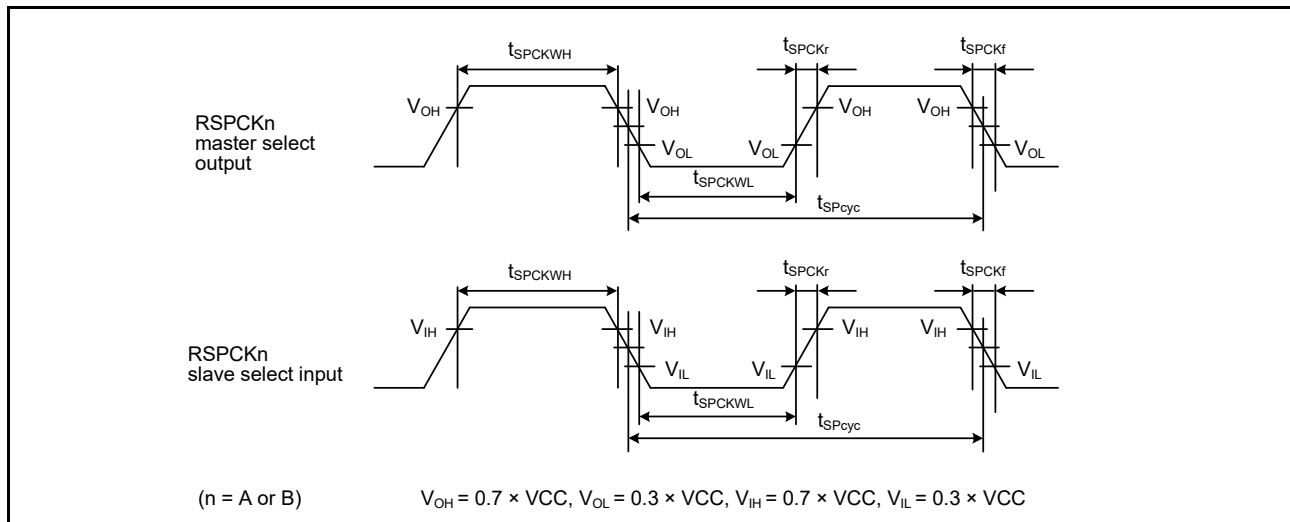 tSPCKWH tSPCKr tSPCKf
VOH VOH VOH VOH
RSPCKn
master select
output
VOL VOL VOL
tSPCKWL
tSPcyc
tSPCKWH tSPCKr tSPCKf
VIH VIH VIH VIH
RSPCKn
slave select input
VIL VIL VIL
tSPCKWL
tSPcyc
(n = A or B) VOH = 0.7 × VCC, VOL = 0.3 × VCC, VIH = 0.7 × VCC, VIL = 0.3 × VCC